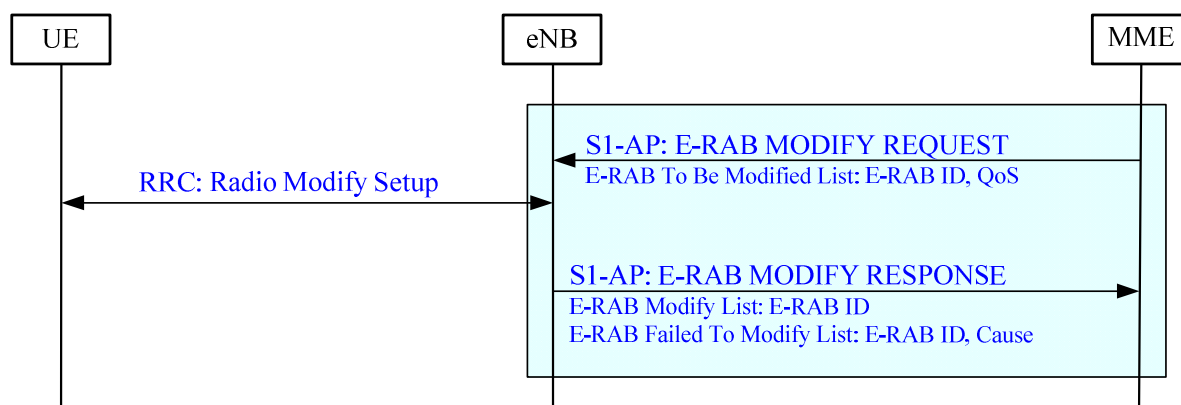 UE
eNB
MME
S1-AP: E-RAB MODIFY REQUEST
E-RAB To Be Modified List: E-RAB ID, QoS
RRC: Radio Modify Setup
S1-AP: E-RAB MODIFY RESPONSE
E-RAB Modify List: E-RAB ID
E-RAB Failed To Modify List: E-RAB ID, Cause